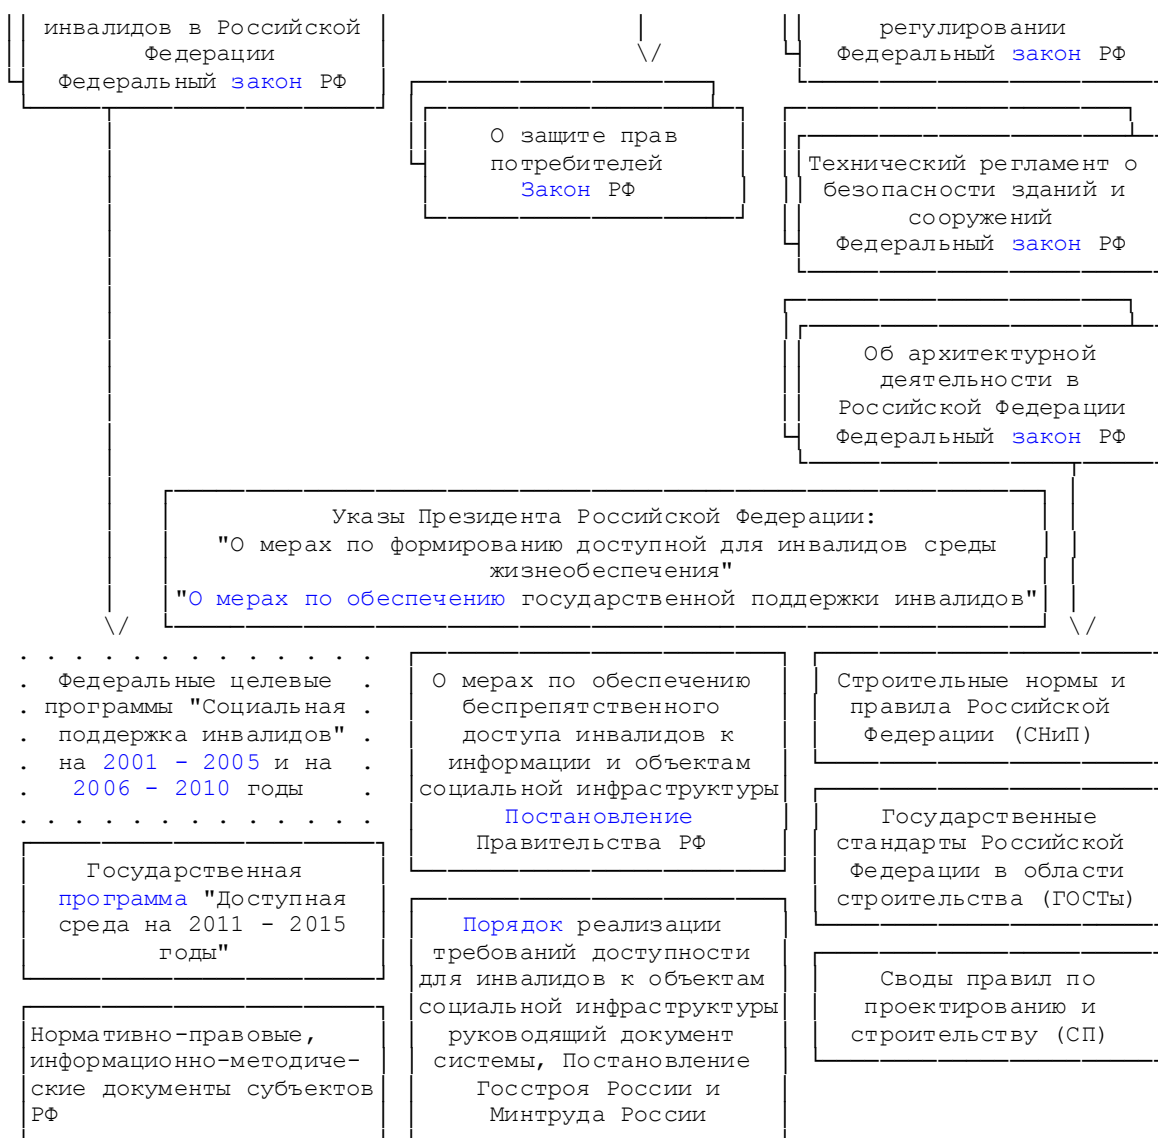 инвалидов в Российской
Федерации
Федеральный закон РФ
регулировании
Федеральный закон РФ
О защите прав
потребителей
Закон РФ
Технический регламент о
безопасности зданий и
сооружений
Федеральный закон РФ
Об архитектурной
деятельности в
Российской Федерации
Федеральный закон РФ
Указы Президента Российской Федерации:
"О мерах по формированию доступной для инвалидов среды
жизнеобеспечения"
"О мерах по обеспечению государственной поддержки инвалидов"
Федеральные целевые
программы "Социальная
поддержка инвалидов"
на 2001 - 2005 и на
2006 - 2010 годы
Государственная
программа "Доступная
среда на 2011 - 2015
годы"
Нормативно-правовые,
информационно-методиче-
ские документы субъектов
РФ
О мерах по обеспечению
беспрепятственного
доступа инвалидов к
информации и объектам
социальной инфраструктуры
Постановление
Правительства РФ
Порядок реализации
требований доступности
для инвалидов к объектам
социальной инфраструктуры
руководящий документ
системы, Постановление
Госстроя России и
Минтруда России
Строительные нормы и
правила Российской
Федерации (СНиП)
Государственные
стандарты Российской
Федерации в области
строительства (ГОСТы)
Своды правил по
проектированию и
строительству (СП)